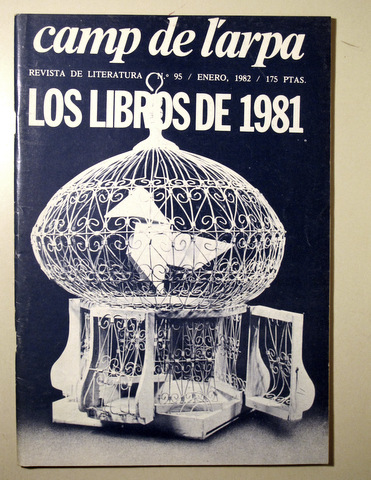 camp de l'arpa
REVISTA DE LITERATURA N.º 95 / ENERO, 1982 / 175 PTAS.
LOS LIBROS DE 1981